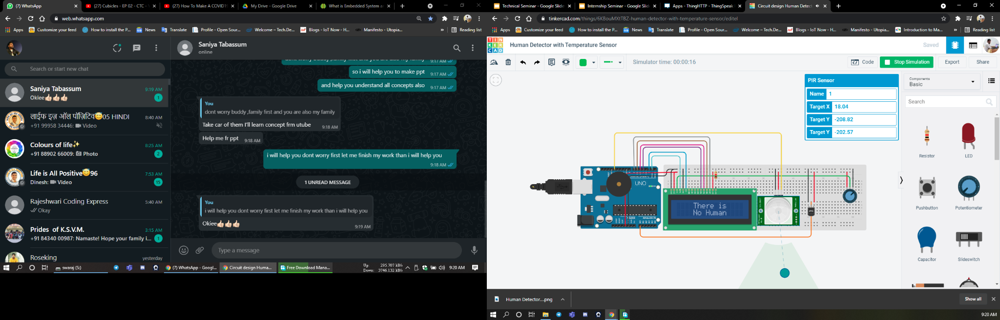 (7) WhatsApp
(27) Cubicles - EP 02 - CTC -
(27) How To Make A COVID19
My Drive - Google Drive
What is Embedded System a
web.whatsapp.com
Apps
Customize your feed
How to install the P...
News
Translate
Profile - Open Sour...
Welcome – Tech.De...
Blogs - IoT Now - H...
Manifesto - Utopia...
Reading list
Search or start new chat
Saniya Tabassum
9:19 AM
Okiee👍🏻👍🏻👍🏻
1
लाईफ इज़ ऑल पॉज़िटिव😅05 HINDI
8:40 AM
+91 99958 34446: Video
Colours of life✨
8:25 AM
+91 88902 66009: Photo
2
Life is All Positive😅96
7:53 AM
Dinesh: Video
15
Rajeshwari Coding Express
5:40 AM
Okay
Prides of K.S.V.M.
3:15 AM
+91 84340 00987: Namaste! Hope your family i...
1
Roseking
yesterday
Saniya Tabassum
online
dont worry buddy ,family first and you are also my family
9:17 AM
so i will help you to make ppt
9:17 AM
and help you understand all concepts also
9:17 AM
You
dont worry buddy ,family first and you are also my family
Take car of them I'll learn concept frm utube
9:18 AM
Help me fr ppt
9:18 AM
i will help you dont worry first let me finish my work than i will help you
9:18 AM
1 UNREAD MESSAGE
You
i will help you dont worry first let me finish my work than i will help you
Okiee👍🏻👍🏻👍🏻
9:19 AM
Type a message
swaraj (S:)
(7) WhatsApp - Googl...
Circuit design Huma...
Free Download Mana...
Up: 295.707 kB/s
Down: 3746.132 kB/s
9:20 AM
Technical Seminar - Google Slide
Internship Seminar - Google Slid
Apps - ThingHTTP - ThingSpeak
Circuit design Human Detect
tinkercad.com/things/6KBouMXtTBZ-human-detector-with-temperature-sensor/editel
Apps
Customize your feed
How to install the P...
News
Translate
Profile - Open Sour...
Welcome – Tech.De...
Blogs - IoT Now - H...
Manifesto - Utopia...
Introduction to Ma...
Reading list
TIN
KER
CAD
Human Detector with Temperature Sensor
Saved
Simulator time: 00:00:16
Code
Stop Simulation
Export
Share
PIR Sensor
Name 1
Target X 18.04
Target Y -208.82
Target Y -202.57
Components
Basic
Search
Resistor
LED
Pushbutton
Potentiometer
Capacitor
Slideswitch
UNO
POWER
ANALOG IN
There is
No Human
TMP
Human Detector....png
Show all
9:20 AM